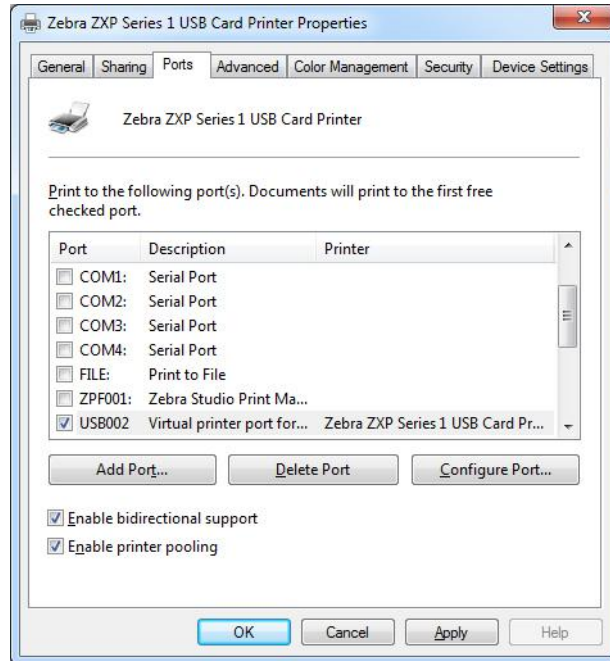 Zebra ZXP Series 1 USB Card Printer Properties
General Sharing Ports Advanced Color Management Security Device Settings
Zebra ZXP Series 1 USB Card Printer
Print to the following port(s). Documents will print to the first free
checked port.
Port Description Printer
COM1: Serial Port
COM2: Serial Port
COM3: Serial Port
COM4: Serial Port
FILE: Print to File
ZPF001: Zebra Studio Print Ma...
USB002 Virtual printer port for... Zebra ZXP Series 1 USB Card Pr...
Add Port... Delete Port Configure Port...
Enable bidirectional support
Enable printer pooling
OK Cancel Apply Help